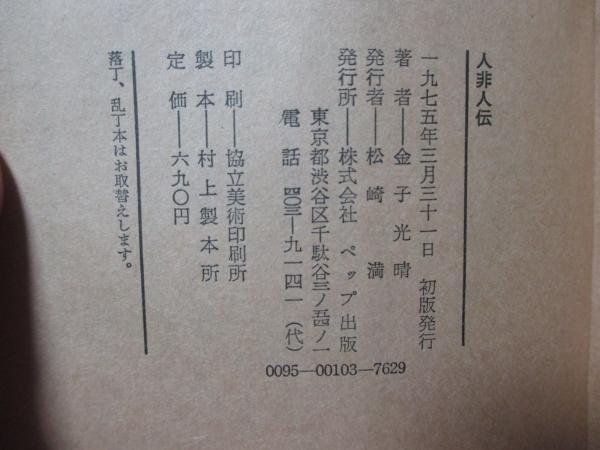 人非人伝
一九七五年三月三十一日 初版発行
著者——金子光晴
発行者——松崎満
発行所——株式会社 ペップ出版
東京都渋谷区千駄谷三ノ五四ノ一
電話 四〇三—九一四一（代）
印刷——協立美術印刷所
製本——村上製本所
定価——六九〇円
落丁、乱丁本はお取替えします。
0095—00103—7629